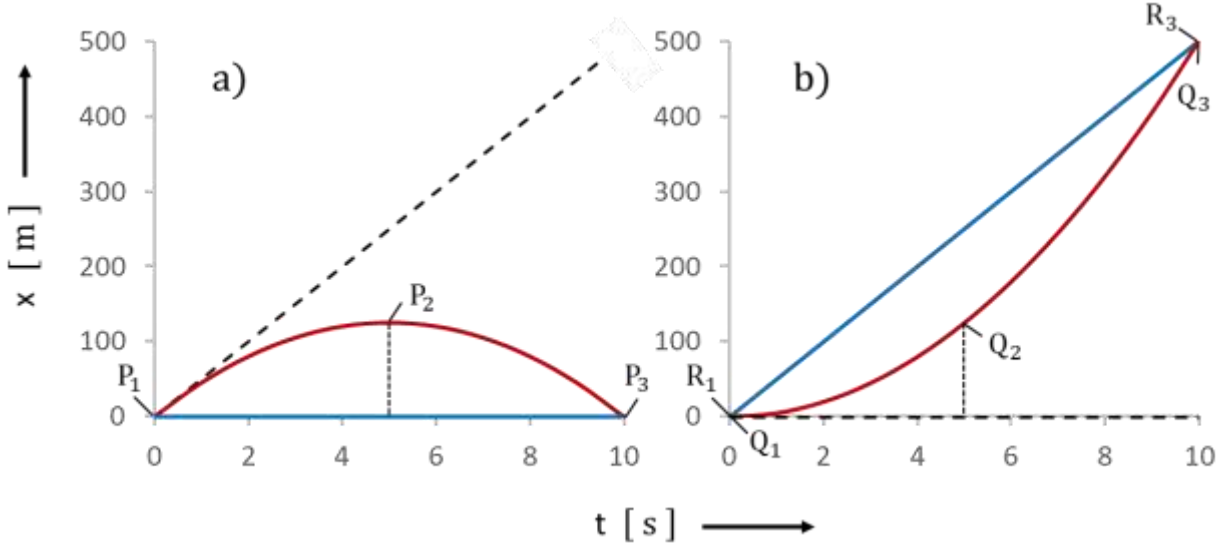 R₃
500 500
a) b)
400 400
Q₃
300 300
x [ m ]
200 200
P₂
100 100
Q₂
P₁ P₃ R₁
0 0
Q₁
0 2 4 6 8 10 0 2 4 6 8 10
t [ s ]